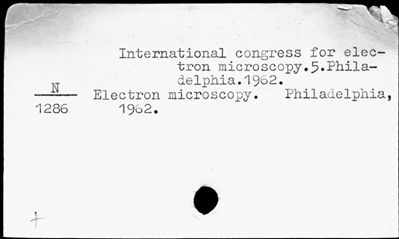 International congress for elec-
tron microscopy.5.Phila-
delphia.1962.
N
1286
Electron microscopy. Philadelphia,
1962.
+